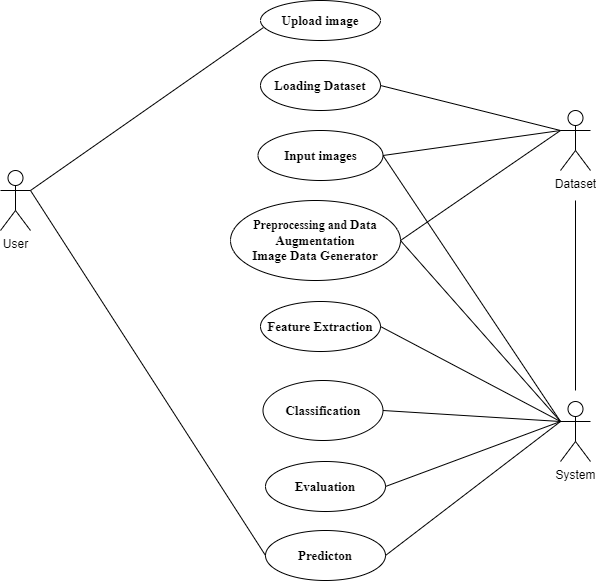 Upload image
Loading Dataset
Input images
Dataset
Preprocessing and Data
Augmentation
Image Data Generator
User
Feature Extraction
Classification
System
Evaluation
Predicton